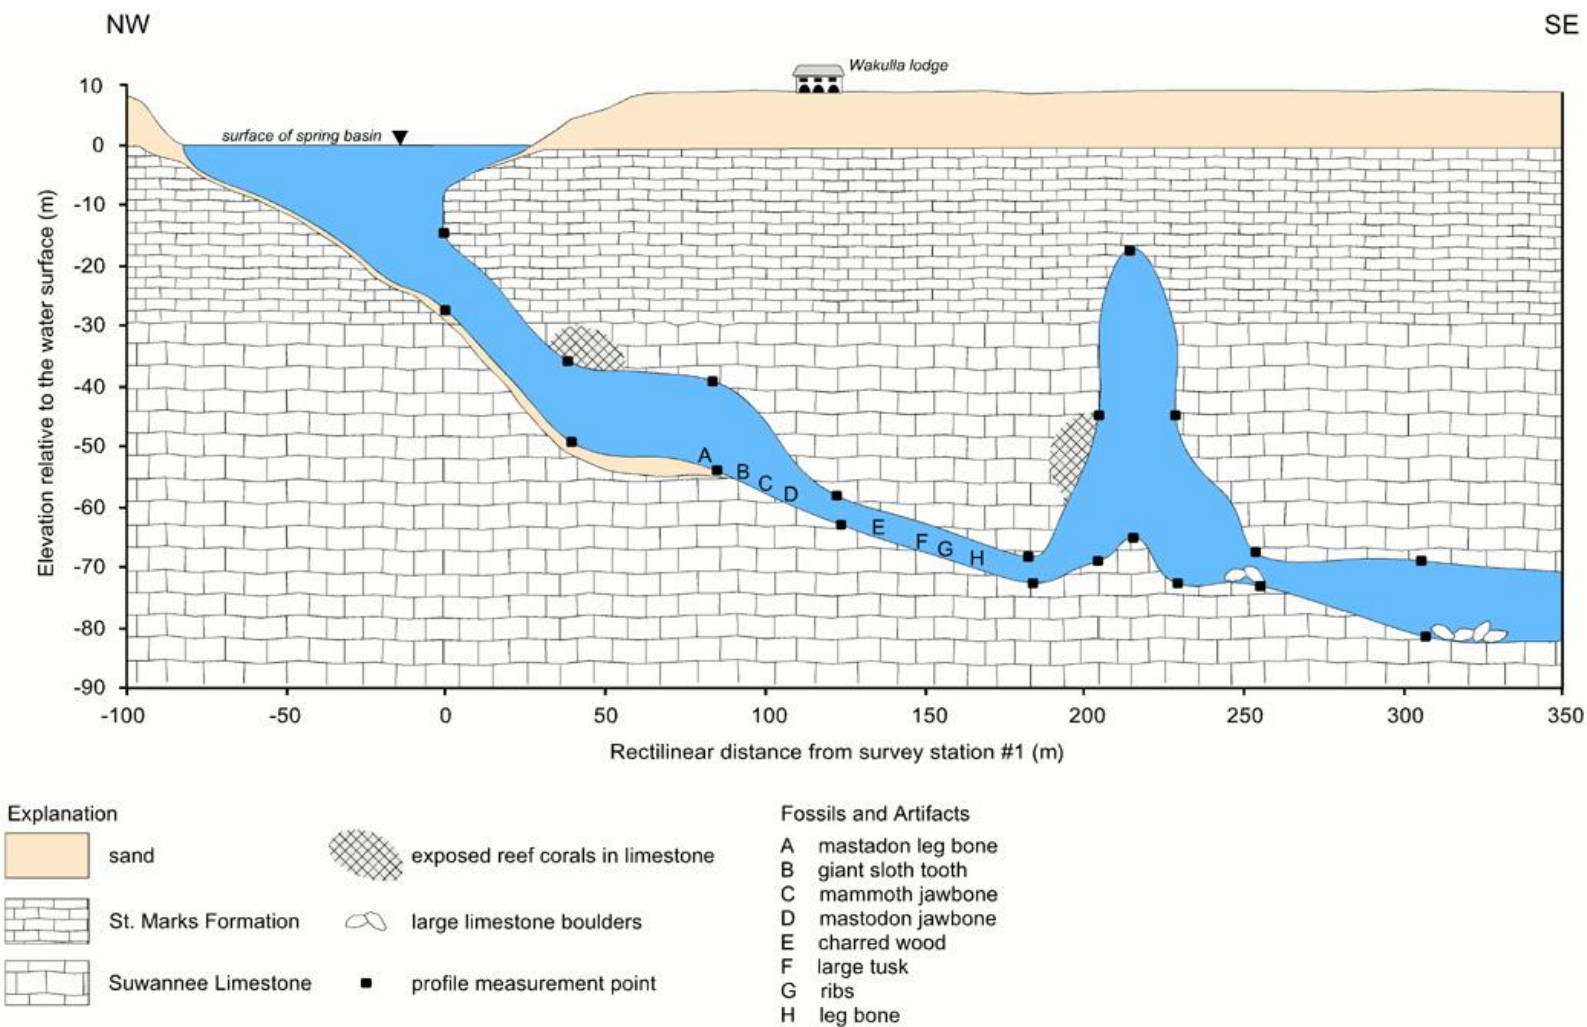 NW
SE
Wakulla lodge
surface of spring basin
Elevation relative to the water surface (m)
10
0
-10
-20
-30
-40
-50
-60
-70
-80
-90
A
B
C
D
E
F
G
H
-100
-50
0
50
100
150
200
250
300
350
Rectilinear distance from survey station #1 (m)
Explanation
sand
St. Marks Formation
Suwannee Limestone
exposed reef corals in limestone
large limestone boulders
profile measurement point
Fossils and Artifacts
A mastadon leg bone
B giant sloth tooth
C mammoth jawbone
D mastodon jawbone
E charred wood
F large tusk
G ribs
H leg bone